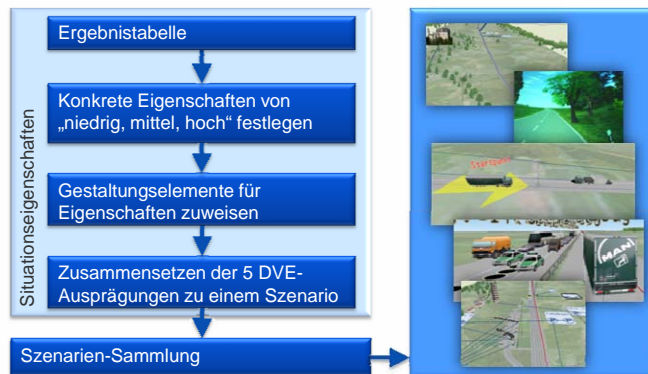 Ergebnistabelle
Konkrete Eigenschaften von
„niedrig, mittel, hoch“ festlegen
Gestaltungselemente für
Eigenschaften zuweisen
Zusammensetzen der 5 DVE-
Ausprägungen zu einem Szenario
Situationseigenschaften
Szenarien-Sammlung
Startpunkt
MAN